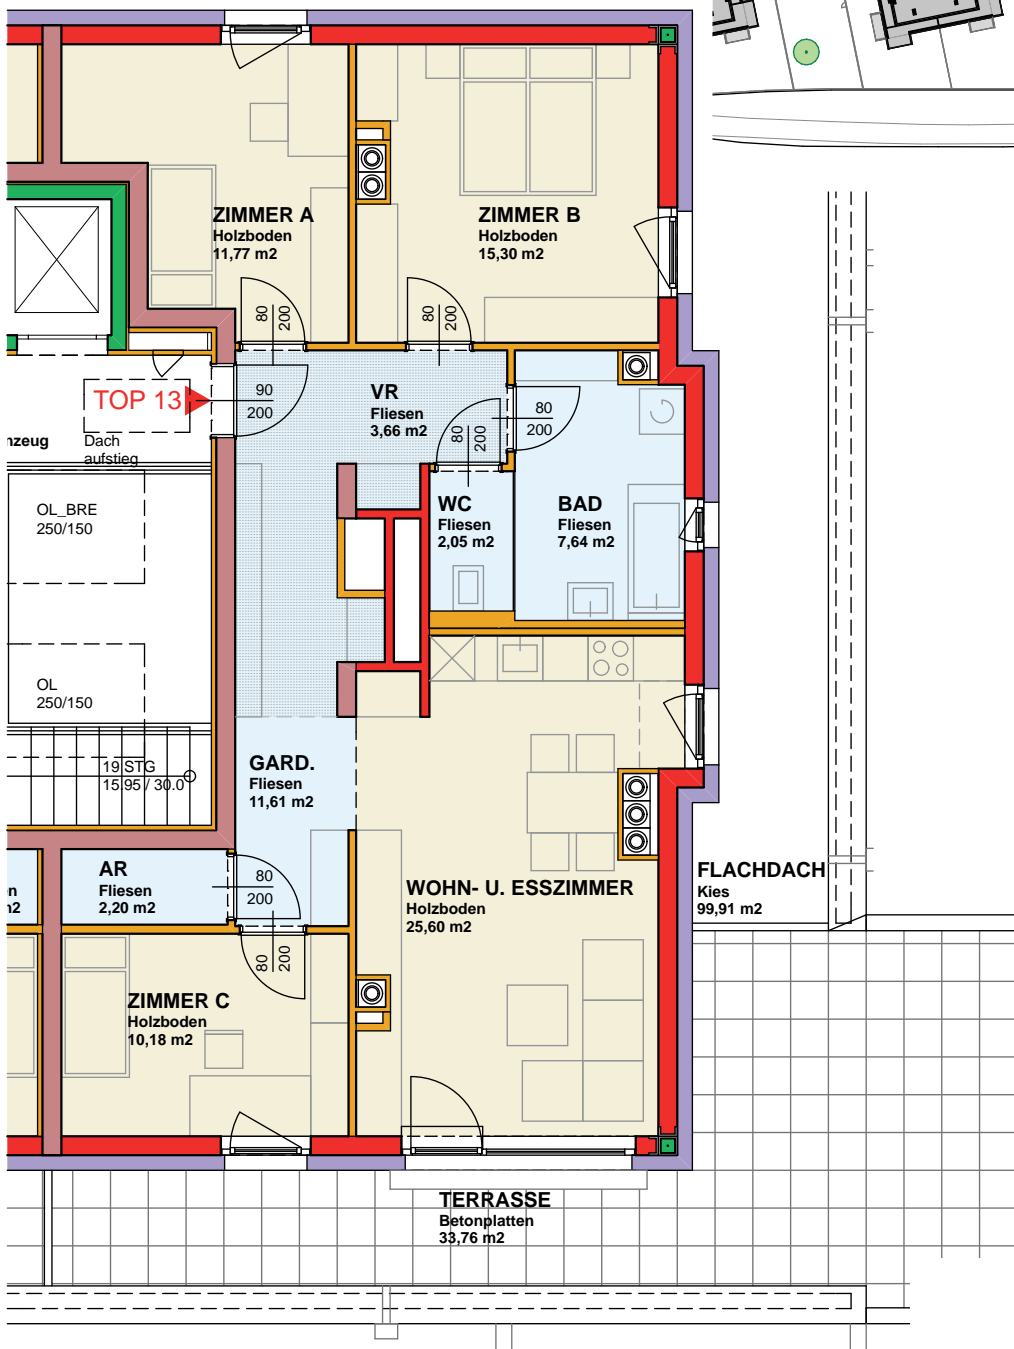 ZIMMER A
Holzboden
11,77 m2
ZIMMER B
Holzboden
15,30 m2
80
200
80
200
TOP 13
90
200
VR
Fliesen
3,66 m2
80
200
80
200
nzeug
Dach
aufstieg
OL_BRE
250/150
WC
Fliesen
2,05 m2
BAD
Fliesen
7,64 m2
OL
250/150
19 STG
15.95 / 30.0
GARD.
Fliesen
11,61 m2
AR
Fliesen
2,20 m2
80
200
n
m2
WOHN- U. ESSZIMMER
Holzboden
25,60 m2
FLACHDACH
Kies
99,91 m2
80
200
ZIMMER C
Holzboden
10,18 m2
TERRASSE
Betonplatten
33,76 m2